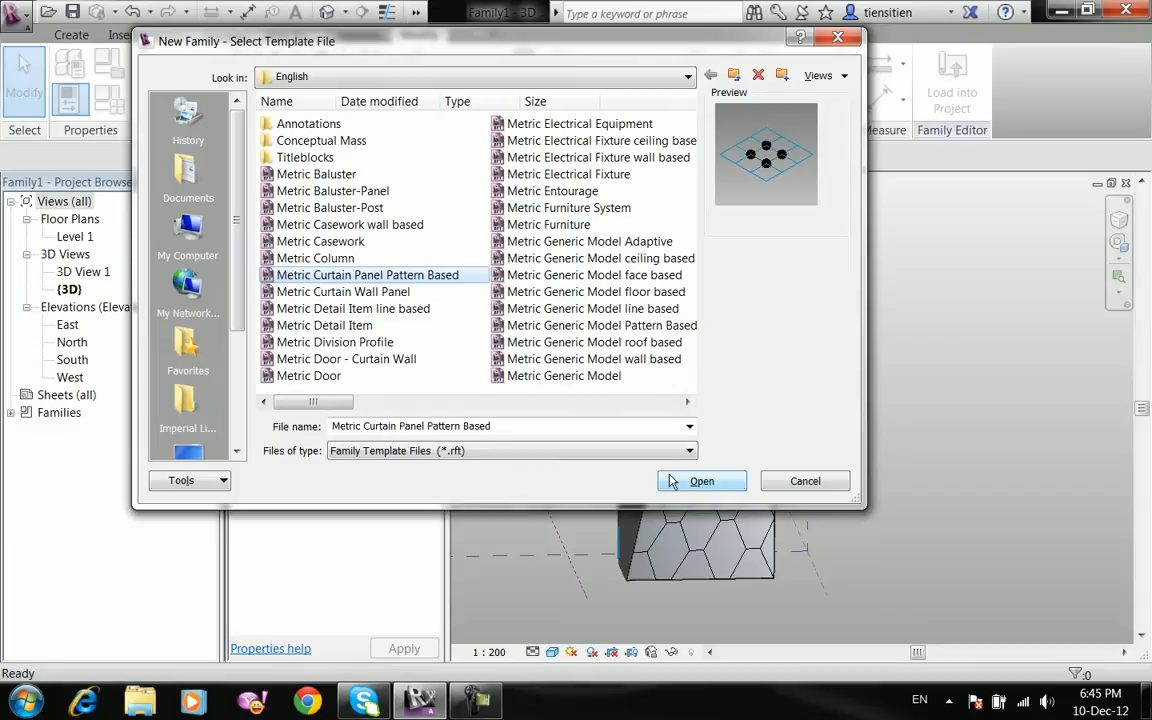 Family1 - 3D
Type a keyword or phrase
tiensitien
Create
Inse
Modify
Select
Properties
Measure
Load into
Project
Family Editor
New Family - Select Template File
Look in:
English
Views
Name
Date modified
Type
Size
Preview
History
Documents
My Computer
My Network...
Favorites
Imperial Li...
Annotations
Conceptual Mass
Titleblocks
Metric Baluster
Metric Baluster-Panel
Metric Baluster-Post
Metric Casework wall based
Metric Casework
Metric Column
Metric Curtain Panel Pattern Based
Metric Curtain Wall Panel
Metric Detail Item line based
Metric Detail Item
Metric Division Profile
Metric Door - Curtain Wall
Metric Door
Metric Electrical Equipment
Metric Electrical Fixture ceiling base
Metric Electrical Fixture wall based
Metric Electrical Fixture
Metric Entourage
Metric Furniture System
Metric Furniture
Metric Generic Model Adaptive
Metric Generic Model ceiling based
Metric Generic Model face based
Metric Generic Model floor based
Metric Generic Model line based
Metric Generic Model Pattern Based
Metric Generic Model roof based
Metric Generic Model wall based
Metric Generic Model
File name:
Metric Curtain Panel Pattern Based
Files of type:
Family Template Files (*.rft)
Tools
Open
Cancel
Family1 - Project Browse
Views (all)
Floor Plans
Level 1
3D Views
3D View 1
{3D}
Elevations (Eleva
East
North
South
West
Sheets (all)
Families
Properties help
Apply
1 : 200
Ready
:0
EN
6:45 PM
10-Dec-12